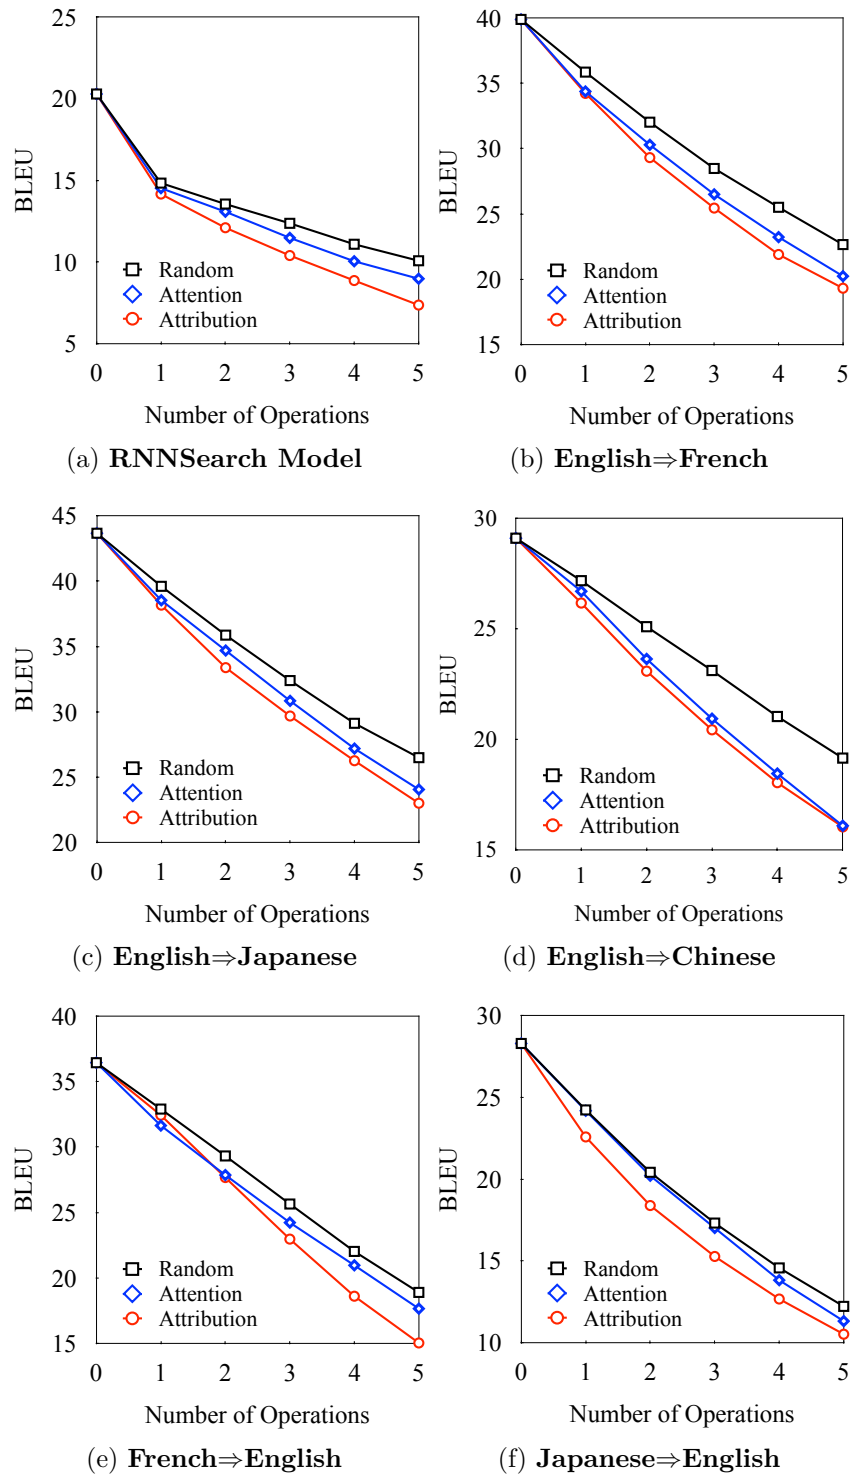 25
20
15
10
5
BLEU
Random
Attention
Attribution
0 1 2 3 4 5
Number of Operations
(a) RNNSearch Model
40
35
30
25
20
15
BLEU
Random
Attention
Attribution
0 1 2 3 4 5
Number of Operations
(b) English⇒French
45
40
35
30
25
20
BLEU
Random
Attention
Attribution
0 1 2 3 4 5
Number of Operations
(c) English⇒Japanese
30
25
20
15
BLEU
Random
Attention
Attribution
0 1 2 3 4 5
Number of Operations
(d) English⇒Chinese
40
35
30
25
20
15
BLEU
Random
Attention
Attribution
0 1 2 3 4 5
Number of Operations
(e) French⇒English
30
25
20
15
10
BLEU
Random
Attention
Attribution
0 1 2 3 4 5
Number of Operations
(f) Japanese⇒English